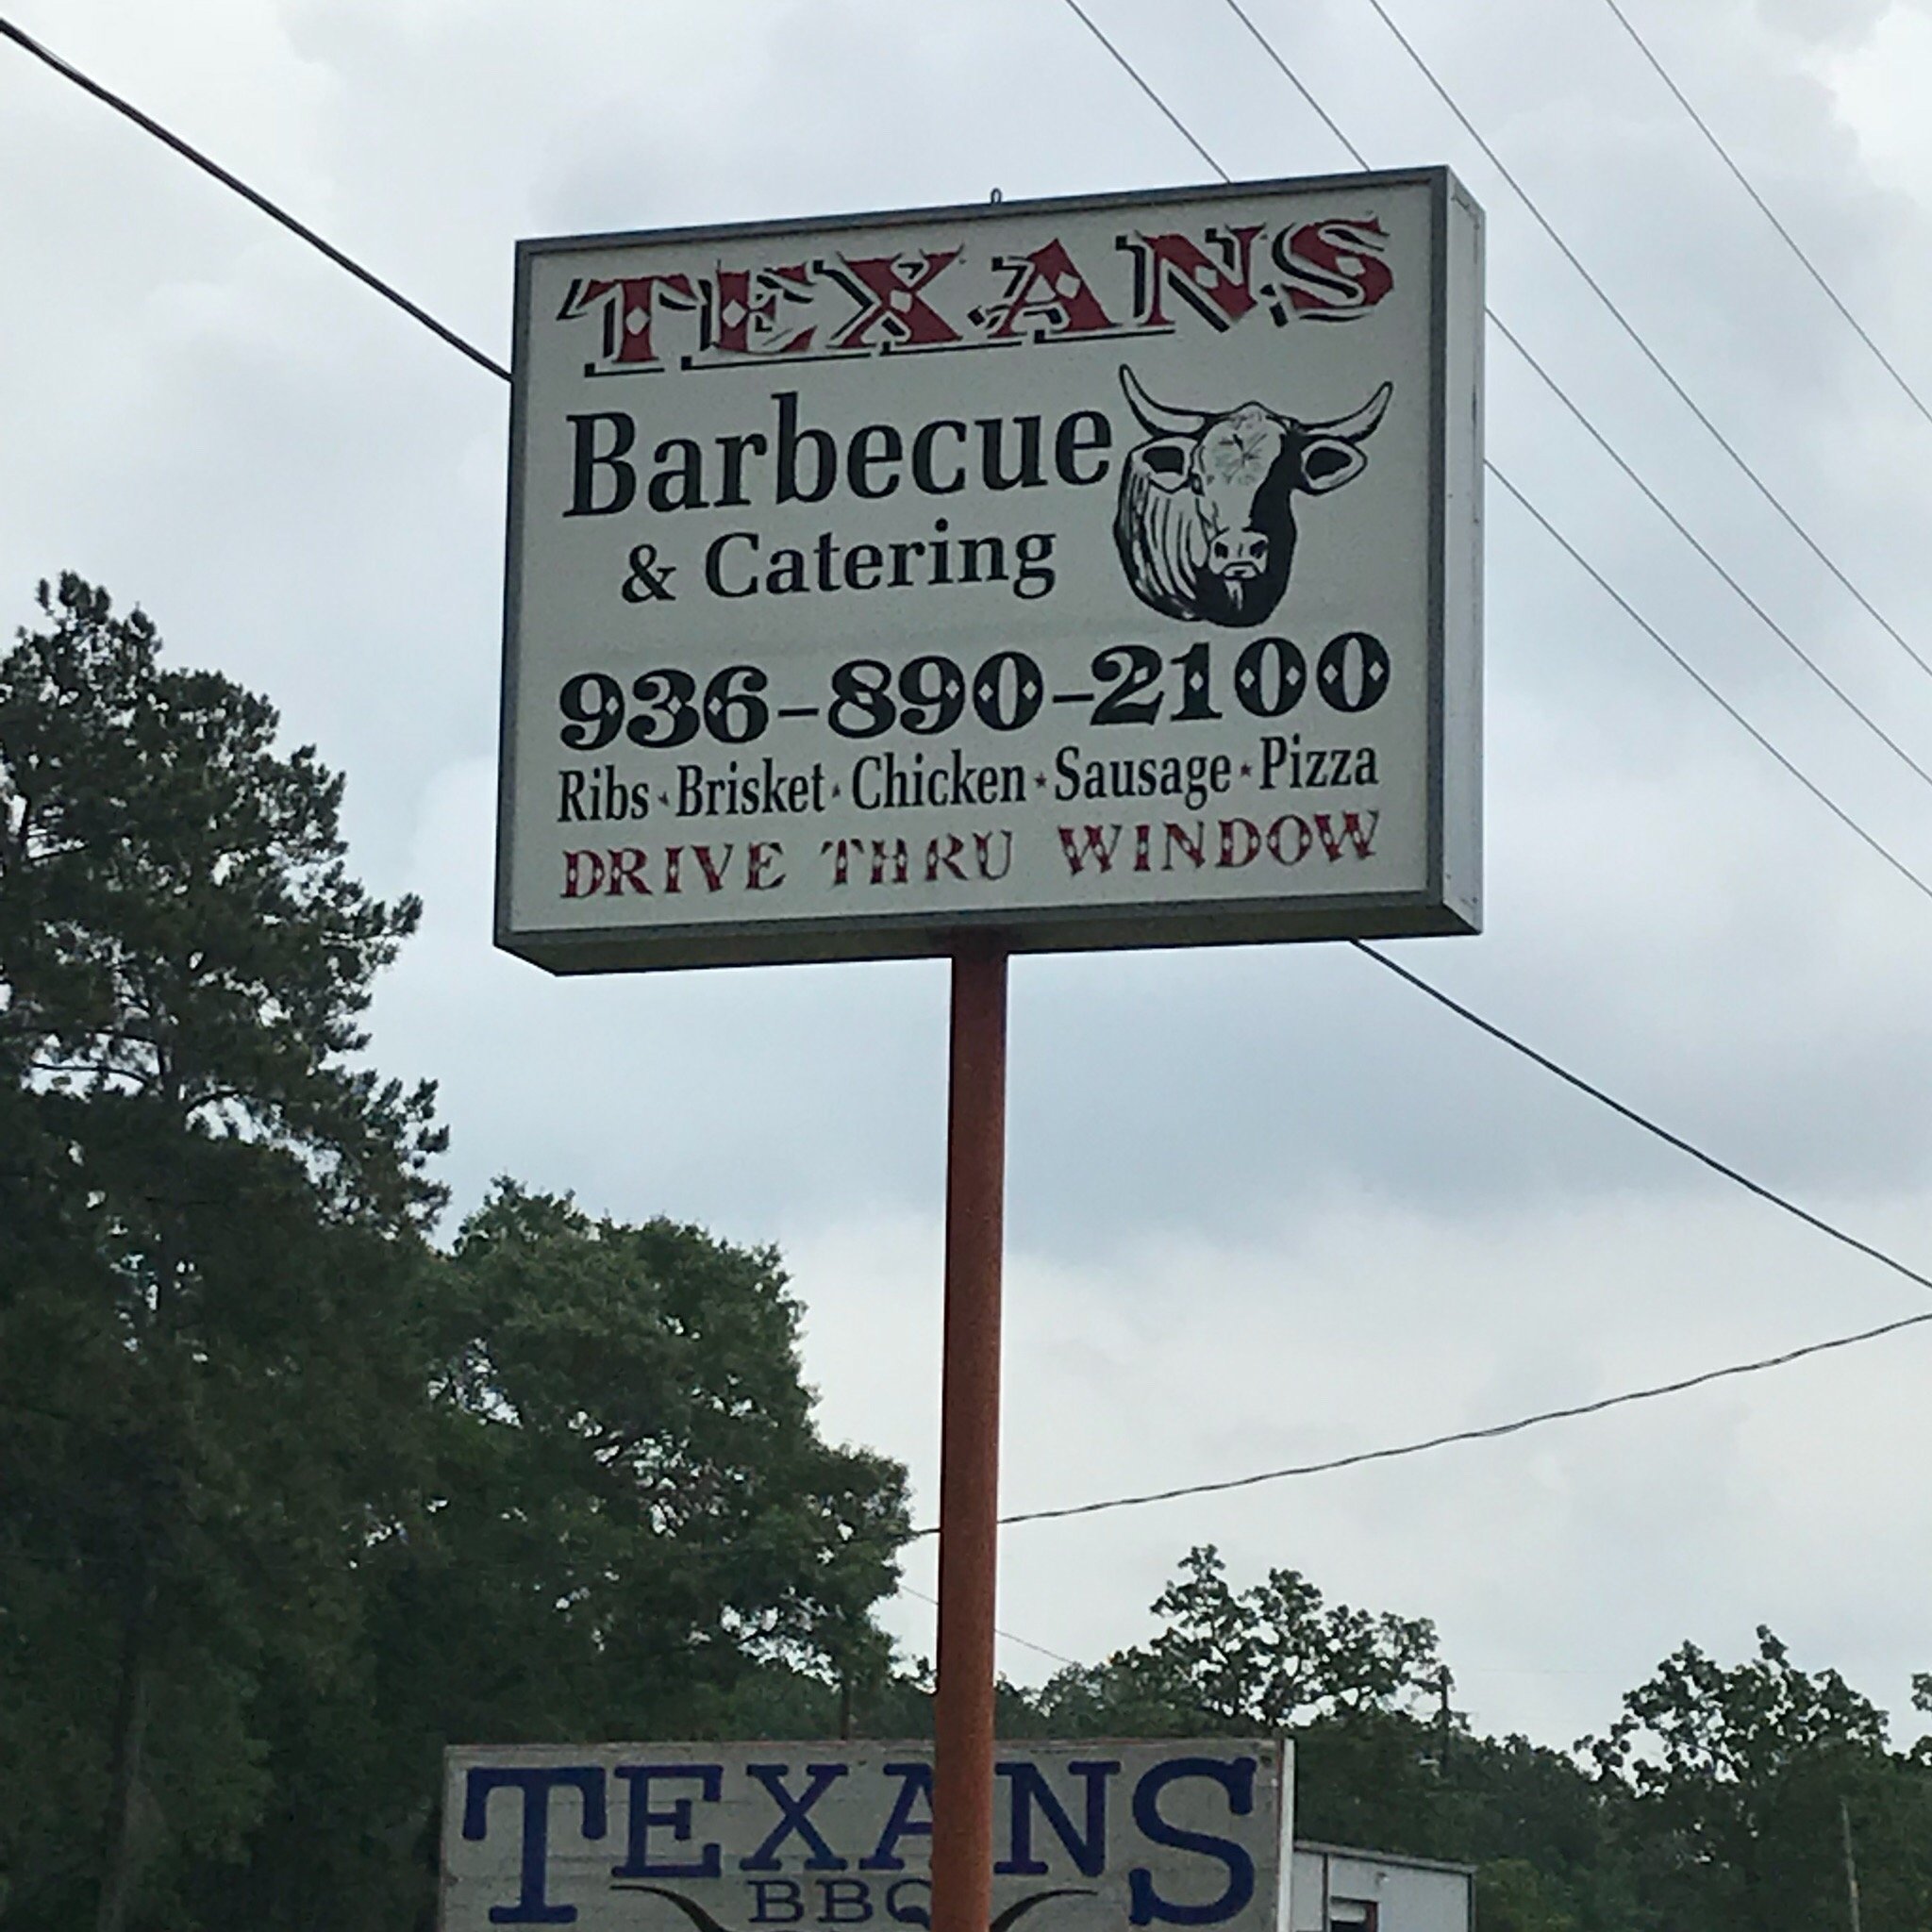 TEXANS
Barbecue
& Catering
936-890-2100
Ribs · Brisket · Chicken · Sausage · Pizza
DRIVE THRU WINDOW
TEXANS
BBQ